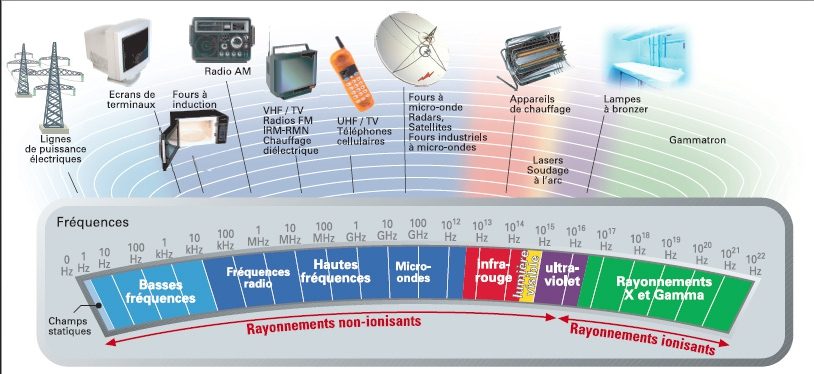 Radio AM
Ecrans de
terminaux
Fours à
induction
VHF / TV
Radios FM
IRM-RMN
Chauffage
diélectrique
UHF / TV
Téléphones
cellulaires
Fours à
micro-onde
Radars,
Satellites
Fours industriels
à micro-ondes
Appareils
de chauffage
Lampes
à bronzer
Lignes
de puissance
électriques
Gammatron
Lasers
Soudage
à l'arc
Fréquences
0 Hz
1 Hz
10 Hz
100 Hz
1 kHz
10 kHz
100 kHz
1 MHz
10 MHz
100 MHz
1 GHz
10 GHz
100 GHz
10¹² Hz
10¹³ Hz
10¹⁴ Hz
10¹⁵ Hz
10¹⁶ Hz
10¹⁷ Hz
10¹⁸ Hz
10¹⁹ Hz
10²⁰ Hz
10²¹ Hz
10²² Hz
Basses
fréquences
Fréquences
radio
Hautes
fréquences
Micro-
ondes
infra-
rouge
lumière
visible
ultra-
violet
Rayonnements
X et Gamma
Champs
statiques
Rayonnements non-ionisants
Rayonnements ionisants